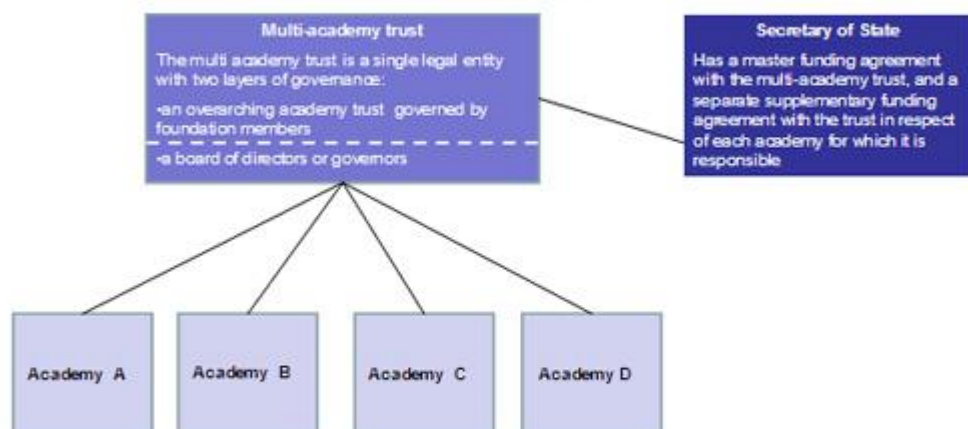 Multi-academy trust
The multi academy trust is a single legal entity
with two layers of governance:
•an overarching academy trust governed by
foundation members
•a board of directors or governors
Secretary of State
Has a master funding agreement
with the multi-academy trust, and a
separate supplementary funding
agreement with the trust in respect
of each academy for which it is
responsible
Academy A
Academy B
Academy C
Academy D